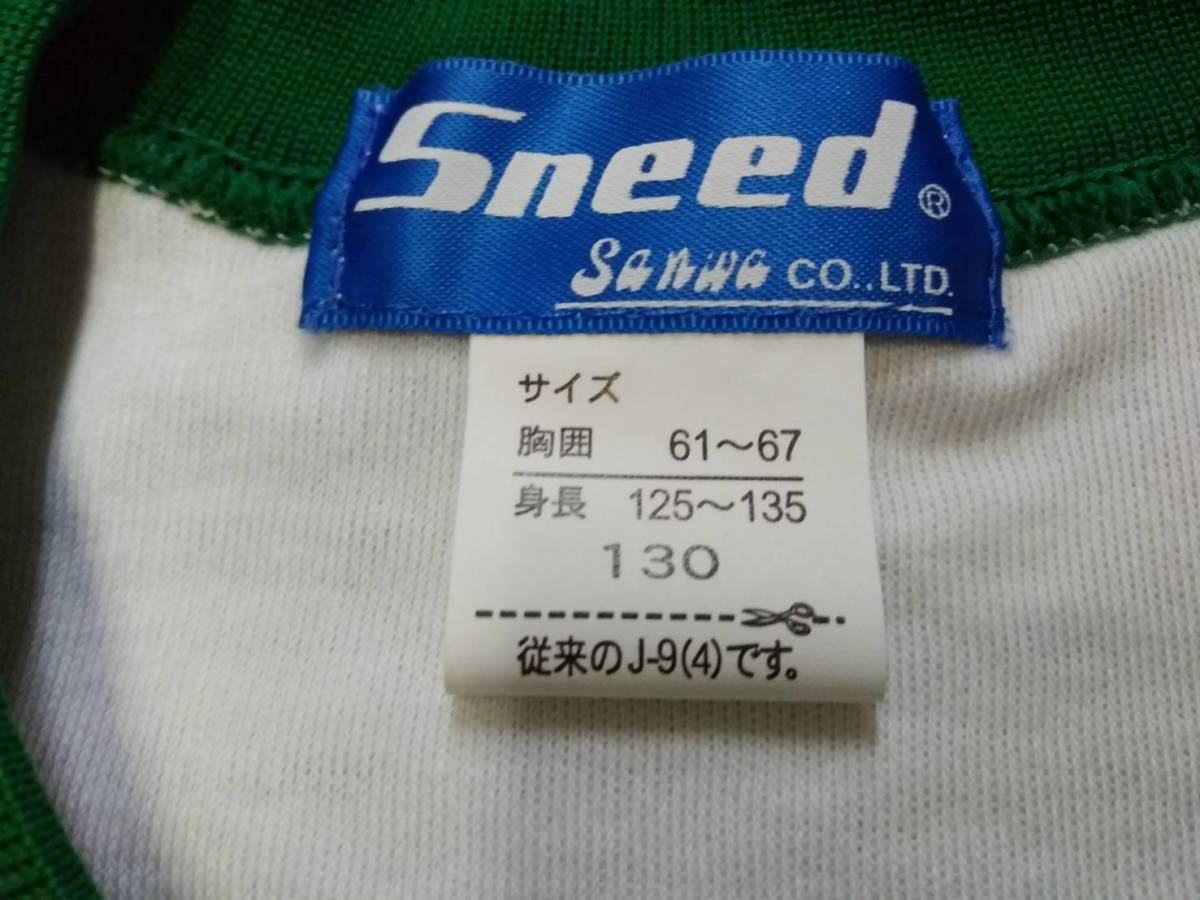 Sneed ®
Sanwa CO.,LTD.
サイズ
胸囲 61～67
身長 125～135
130
従来のJ-9(4)です。